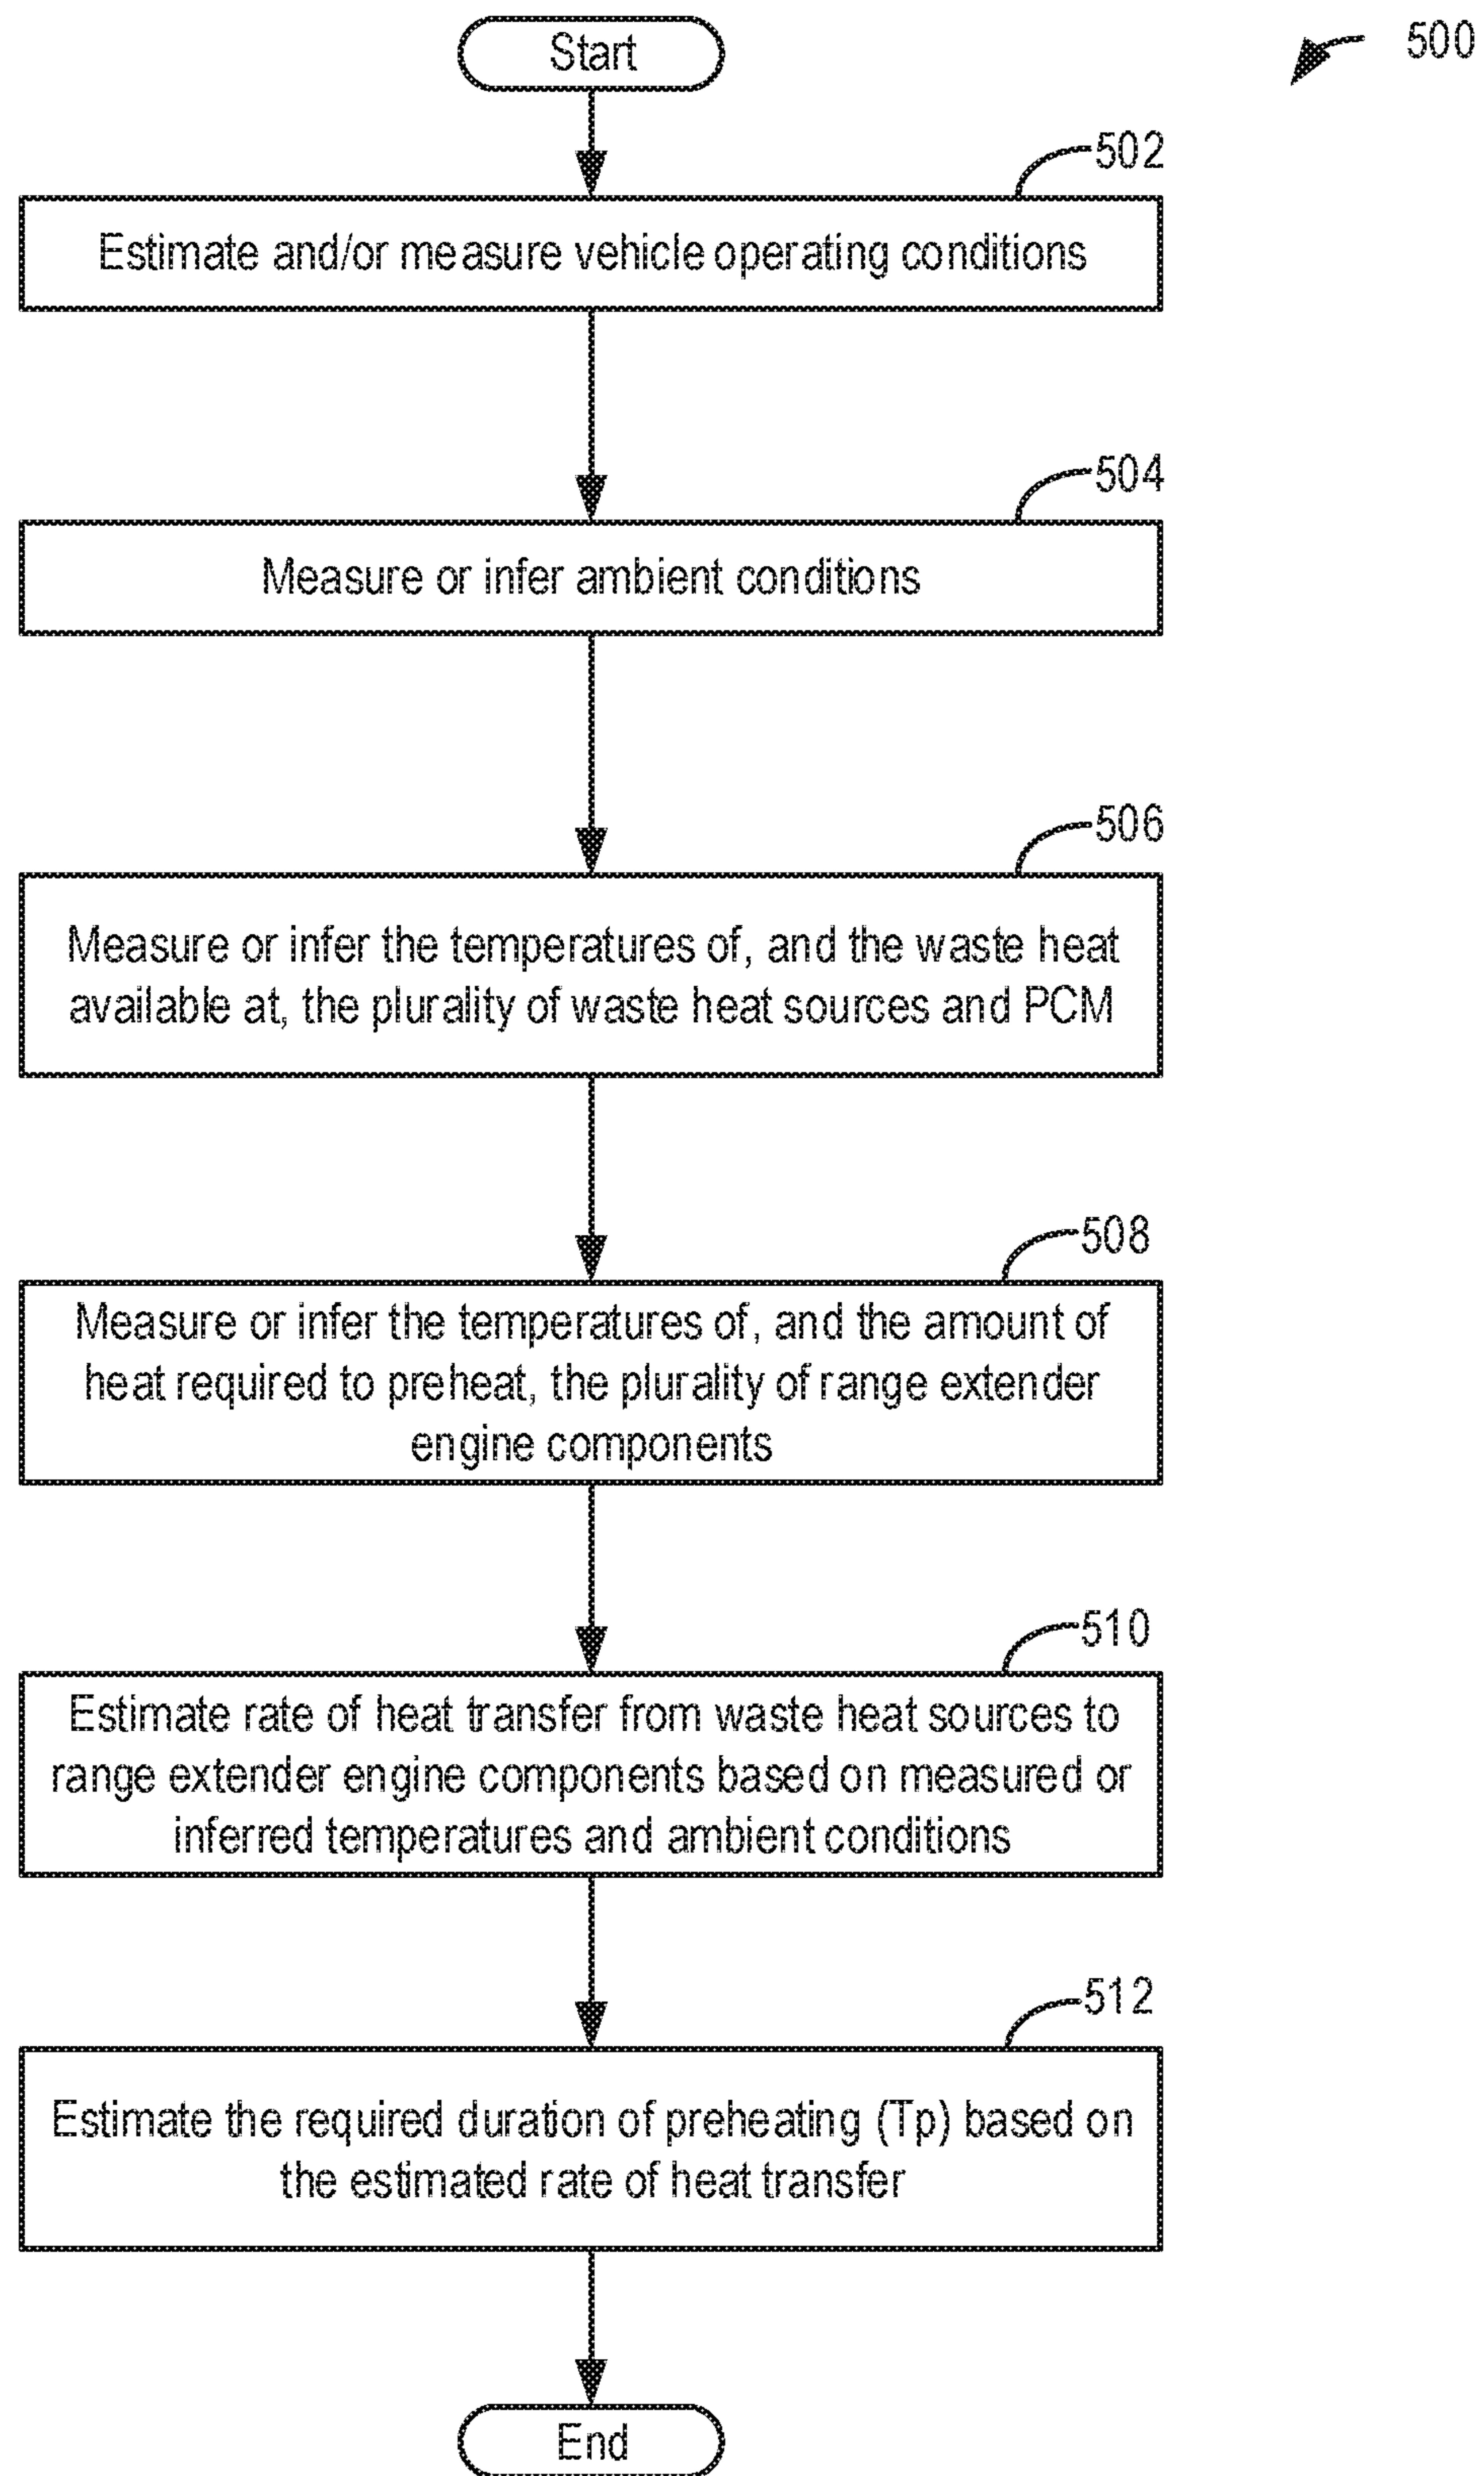 Start
500
502
Estimate and/or measure vehicle operating conditions
504
Measure or infer ambient conditions
506
Measure or infer the temperatures of, and the waste heat
available at, the plurality of waste heat sources and PCM
508
Measure or infer the temperatures of, and the amount of
heat required to preheat, the plurality of range extender
engine components
510
Estimate rate of heat transfer from waste heat sources to
range extender engine components based on measured or
inferred temperatures and ambient conditions
512
Estimate the required duration of preheating (Tp) based on
the estimated rate of heat transfer
End